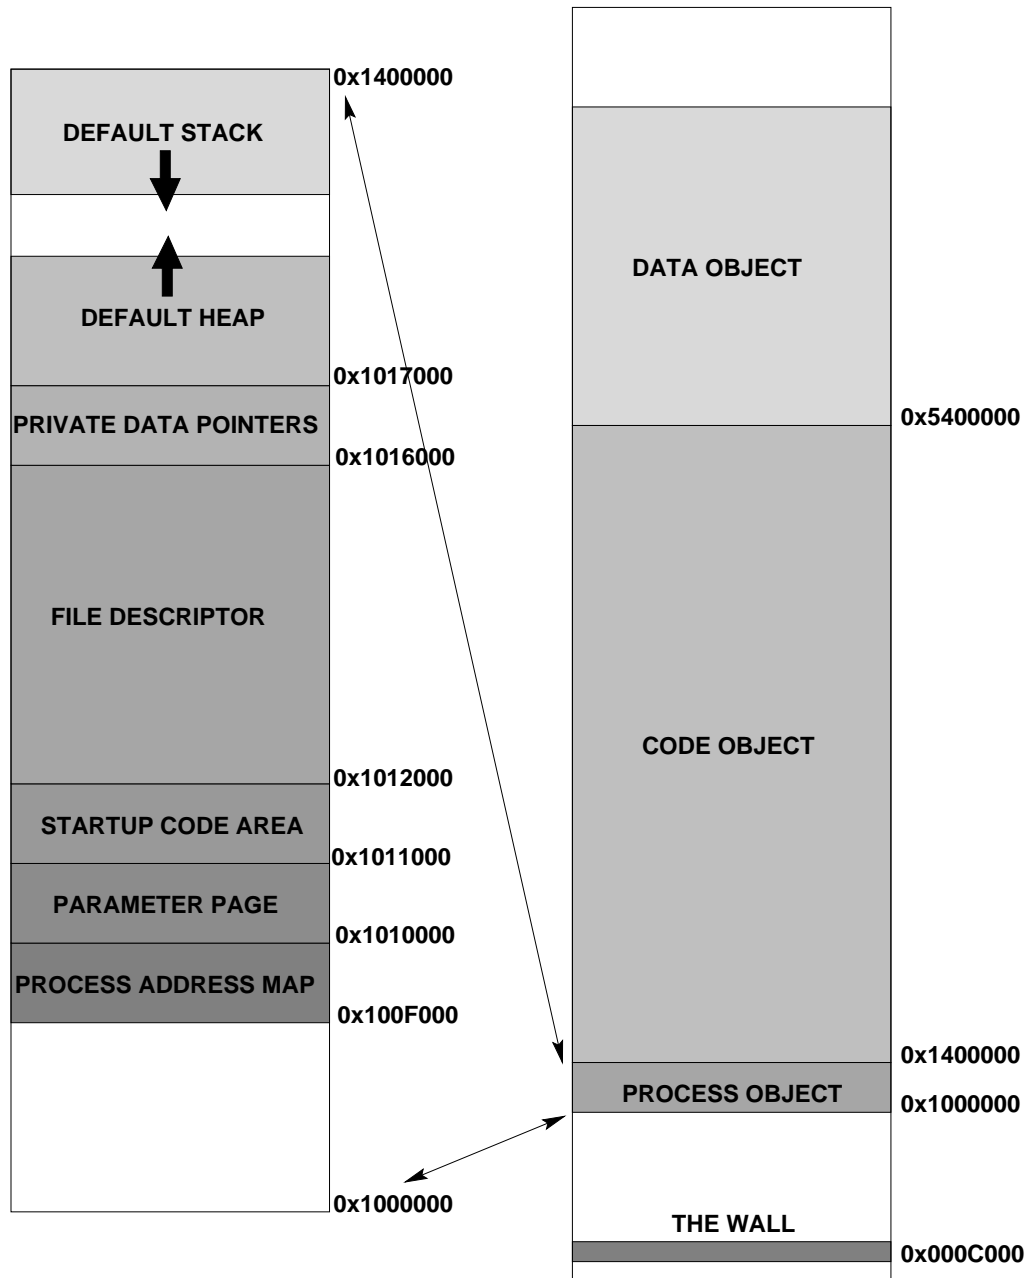 0x1400000
DEFAULT STACK
DEFAULT HEAP
0x1017000
PRIVATE DATA POINTERS
0x1016000
FILE DESCRIPTOR
0x1012000
STARTUP CODE AREA
0x1011000
PARAMETER PAGE
0x1010000
PROCESS ADDRESS MAP
0x100F000
0x1000000
DATA OBJECT
0x5400000
CODE OBJECT
0x1400000
PROCESS OBJECT
0x1000000
THE WALL
0x000C000